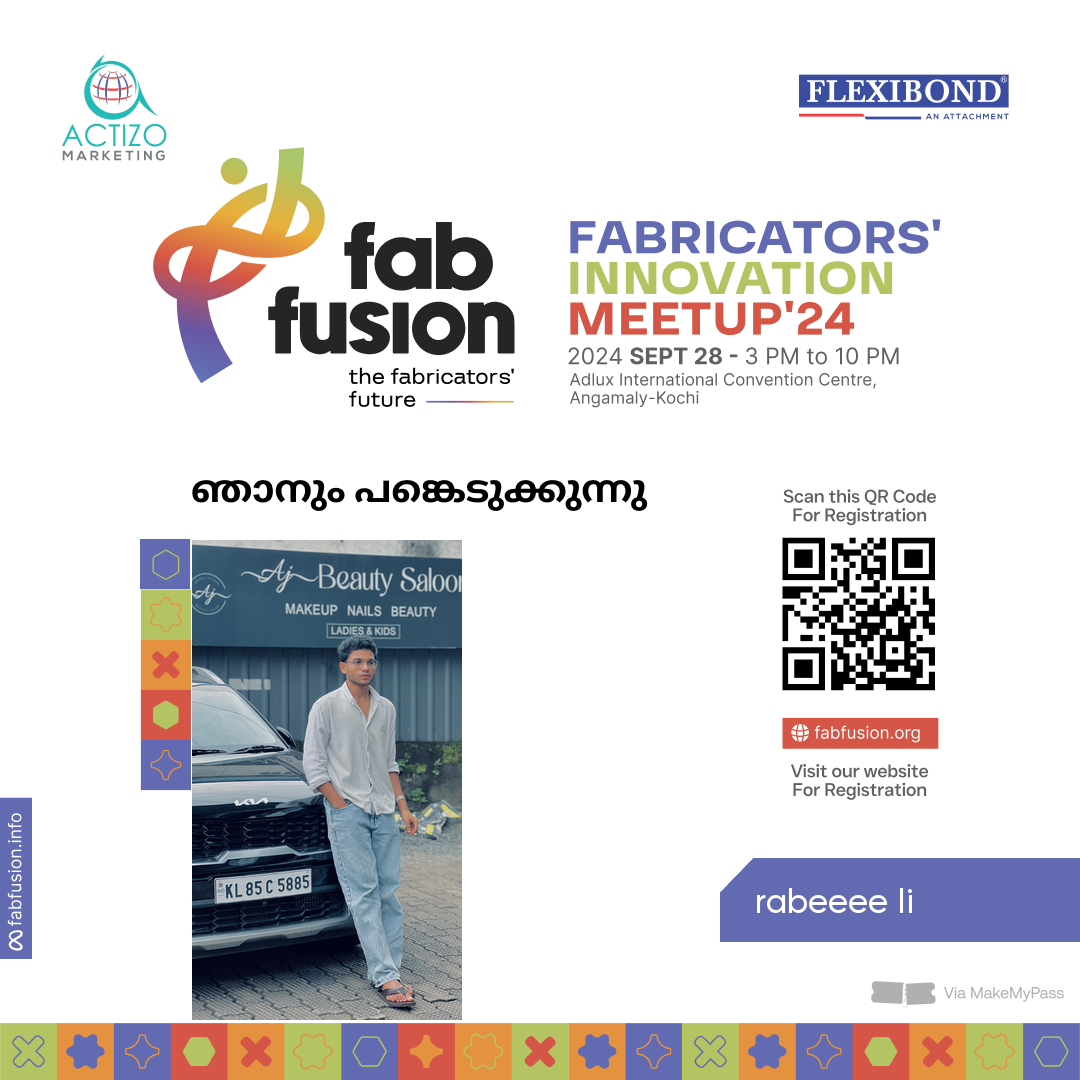 ACTIZO
MARKETING
FLEXIBOND®
AN ATTACHMENT
fab
fusion
the fabricators'
future
FABRICATORS'
INNOVATION
MEETUP'24
2024 SEPT 28 - 3 PM to 10 PM
Adlux International Convention Centre,
Angamaly-Kochi
ഞാനും പങ്കെടുക്കുന്നു
Scan this QR Code
For Registration
Aj Beauty Saloon
Aj
MAKEUP NAILS BEAUTY
LADIES & KIDS
KIA
KL 85 C 5885
fabfusion.org
Visit our website
For Registration
fabfusion.info
rabeeee li
Via MakeMyPass